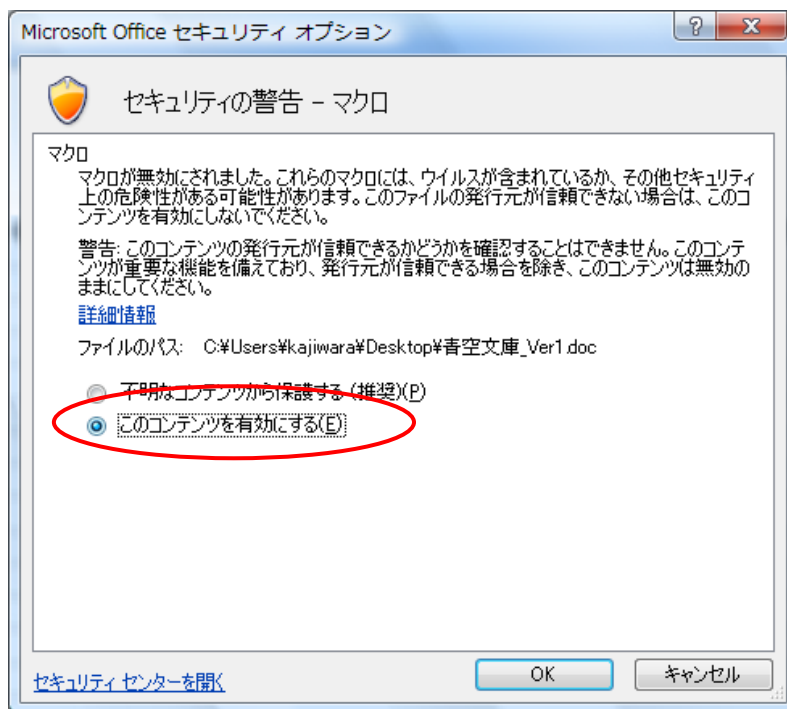 Microsoft Office セキュリティ オプション
セキュリティの警告 - マクロ
マクロ
マクロが無効にされました。これらのマクロには、ウイルスが含まれているか、その他セキュリティ
上の危険性がある可能性があります。このファイルの発行元が信頼できない場合は、このコ
ンテンツを有効にしないでください。
警告: このコンテンツの発行元が信頼できるかどうかを確認することはできません。このコンテ
ンツが重要な機能を備えており、発行元が信頼できる場合を除き、このコンテンツは無効の
ままにしてください。
詳細情報
ファイルのパス: C:¥Users¥kajiwara¥Desktop¥青空文庫_Ver1.doc
不明なコンテンツから保護する (推奨)(P)
このコンテンツを有効にする(E)
セキュリティ センターを開く
OK
キャンセル